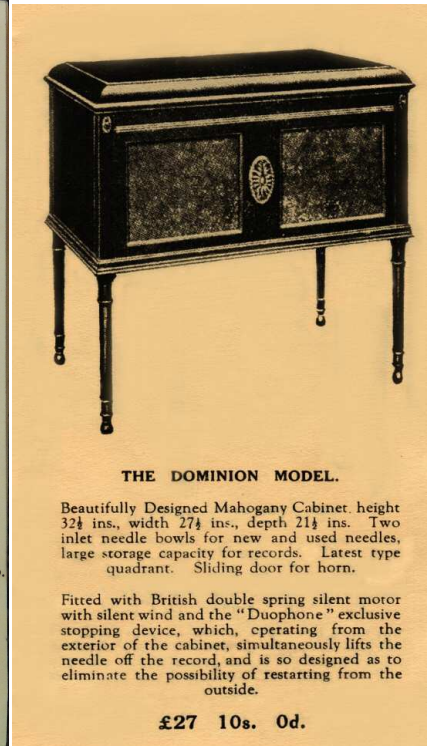 THE DOMINION MODEL.
Beautifully Designed Mahogany Cabinet, height
32½ ins., width 27½ ins., depth 21½ ins. Two
inlet needle bowls for new and used needles,
large storage capacity for records. Latest type
quadrant. Sliding door for horn.
Fitted with British double spring silent motor
with silent wind and the "Duophone" exclusive
stopping device, which, operating from the
exterior of the cabinet, simultaneously lifts the
needle off the record, and is so designed as to
eliminate the possibility of restarting from the
outside.
£27 10s. 0d.